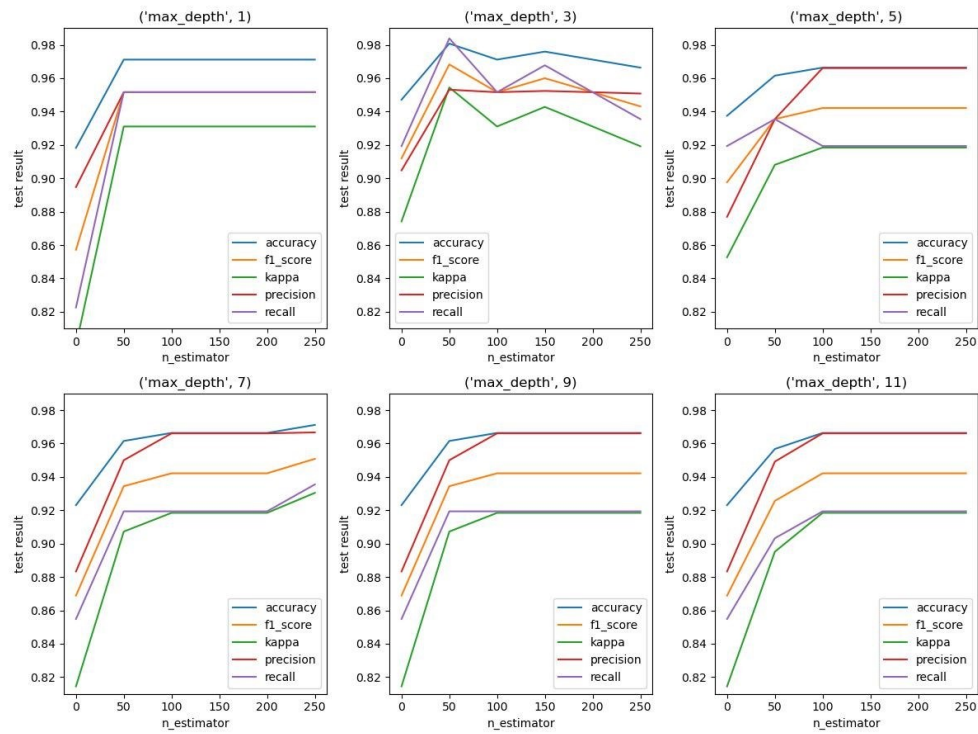 ('max_depth', 1)
0.98
0.96
0.94
0.92
0.90
0.88
0.86
0.84
0.82
test result
accuracy
f1_score
kappa
precision
recall
0 50 100 150 200 250
n_estimator
('max_depth', 3)
0.98
0.96
0.94
0.92
0.90
0.88
0.86
0.84
0.82
test result
accuracy
f1_score
kappa
precision
recall
0 50 100 150 200 250
n_estimator
('max_depth', 5)
0.98
0.96
0.94
0.92
0.90
0.88
0.86
0.84
0.82
test result
accuracy
f1_score
kappa
precision
recall
0 50 100 150 200 250
n_estimator
('max_depth', 7)
0.98
0.96
0.94
0.92
0.90
0.88
0.86
0.84
0.82
test result
accuracy
f1_score
kappa
precision
recall
0 50 100 150 200 250
n_estimator
('max_depth', 9)
0.98
0.96
0.94
0.92
0.90
0.88
0.86
0.84
0.82
test result
accuracy
f1_score
kappa
precision
recall
0 50 100 150 200 250
n_estimator
('max_depth', 11)
0.98
0.96
0.94
0.92
0.90
0.88
0.86
0.84
0.82
test result
accuracy
f1_score
kappa
precision
recall
0 50 100 150 200 250
n_estimator